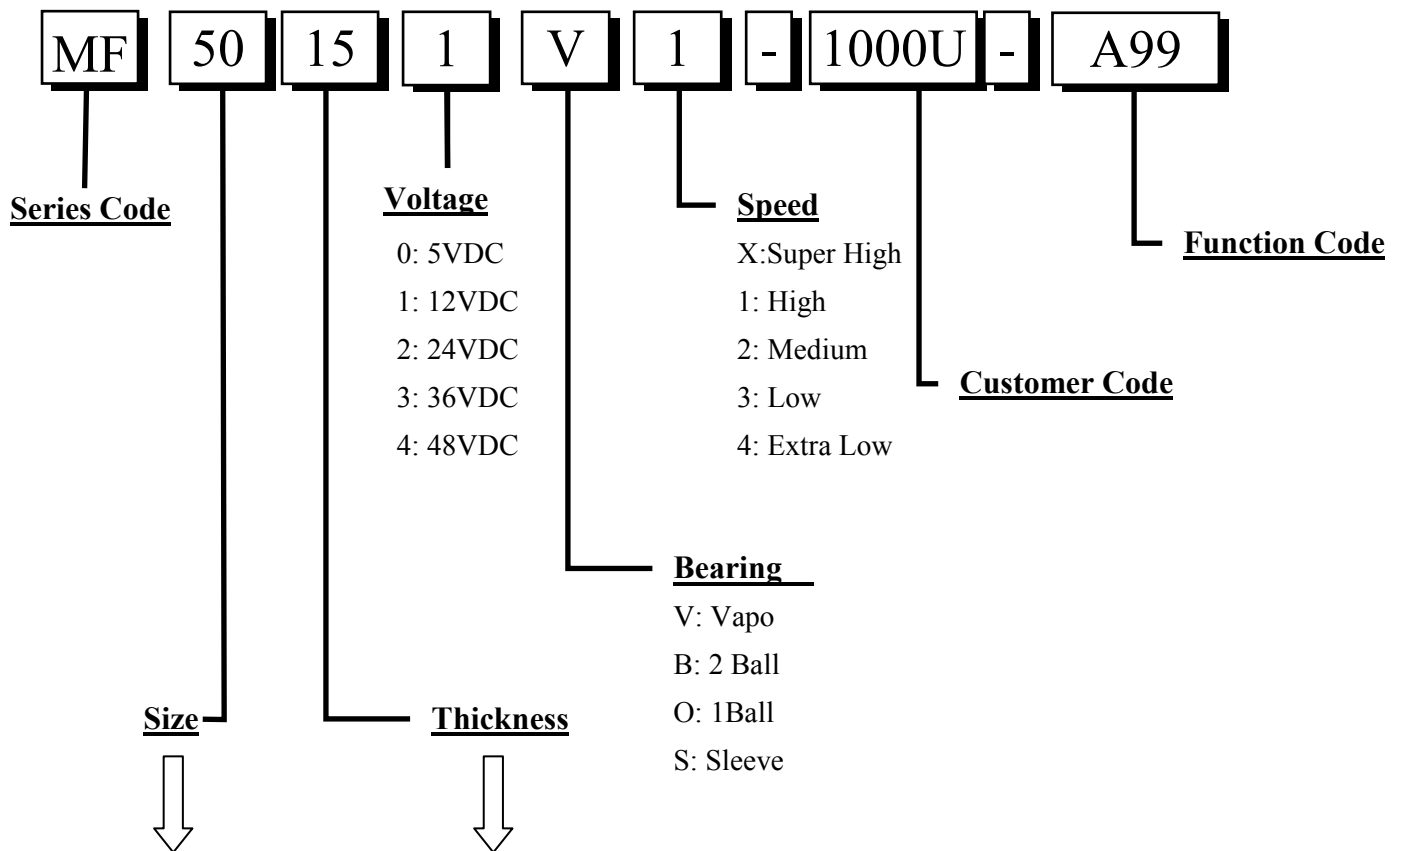 MF 50 15 1 V 1 - 1000U - A99
Series Code
Voltage
0: 5VDC
1: 12VDC
2: 24VDC
3: 36VDC
4: 48VDC
Speed
X:Super High
1: High
2: Medium
3: Low
4: Extra Low
Function Code
Customer Code
Bearing
V: Vapo
B: 2 Ball
O: 1Ball
S: Sleeve
Size
Thickness